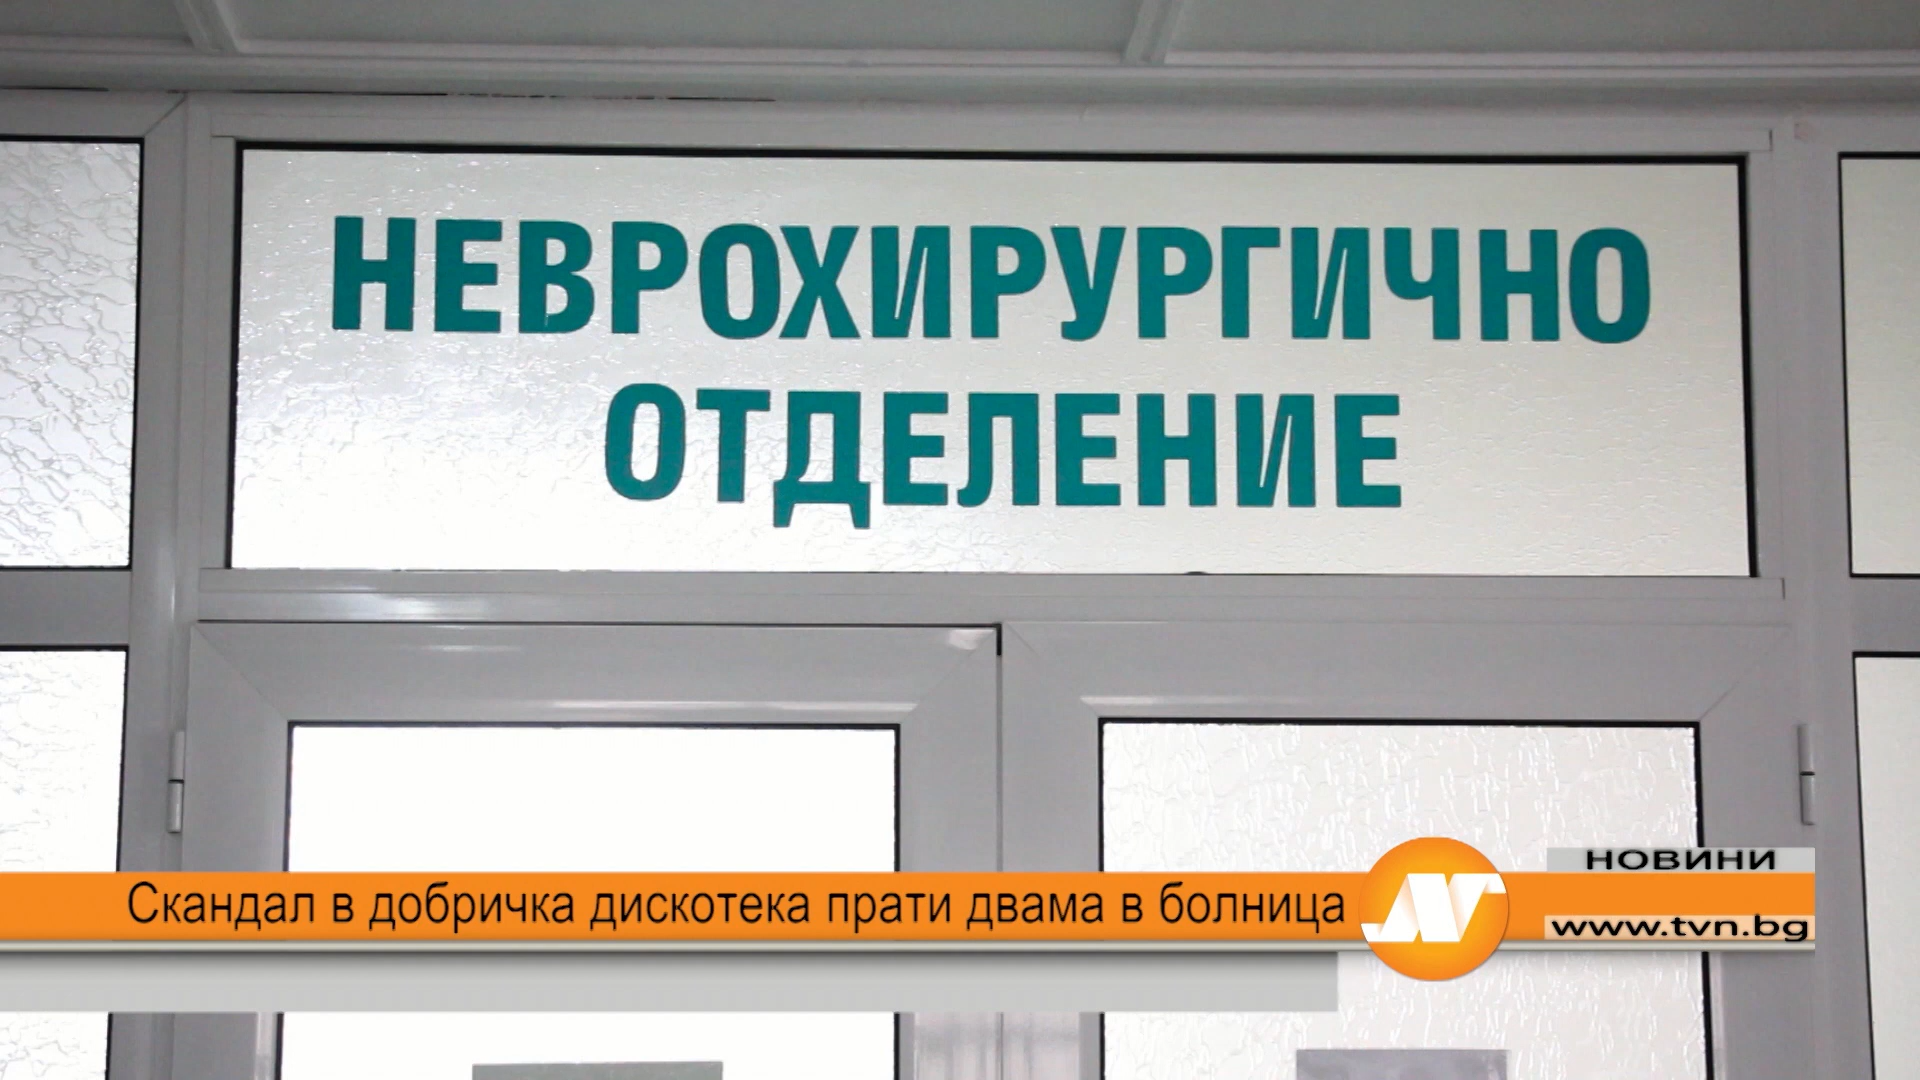 НЕВРОХИРУРГИЧНО
ОТДЕЛЕНИЕ
НОВИНИ
Скандал в добричка дискотека прати двама в болница
www.tvn.bg